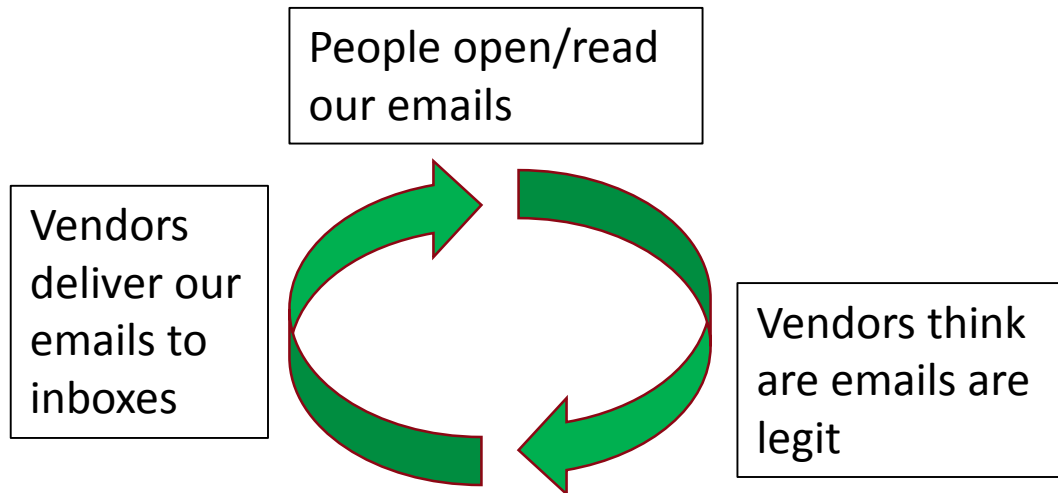 People open/read
our emails
Vendors
deliver our
emails to
inboxes
Vendors think
are emails are
legit